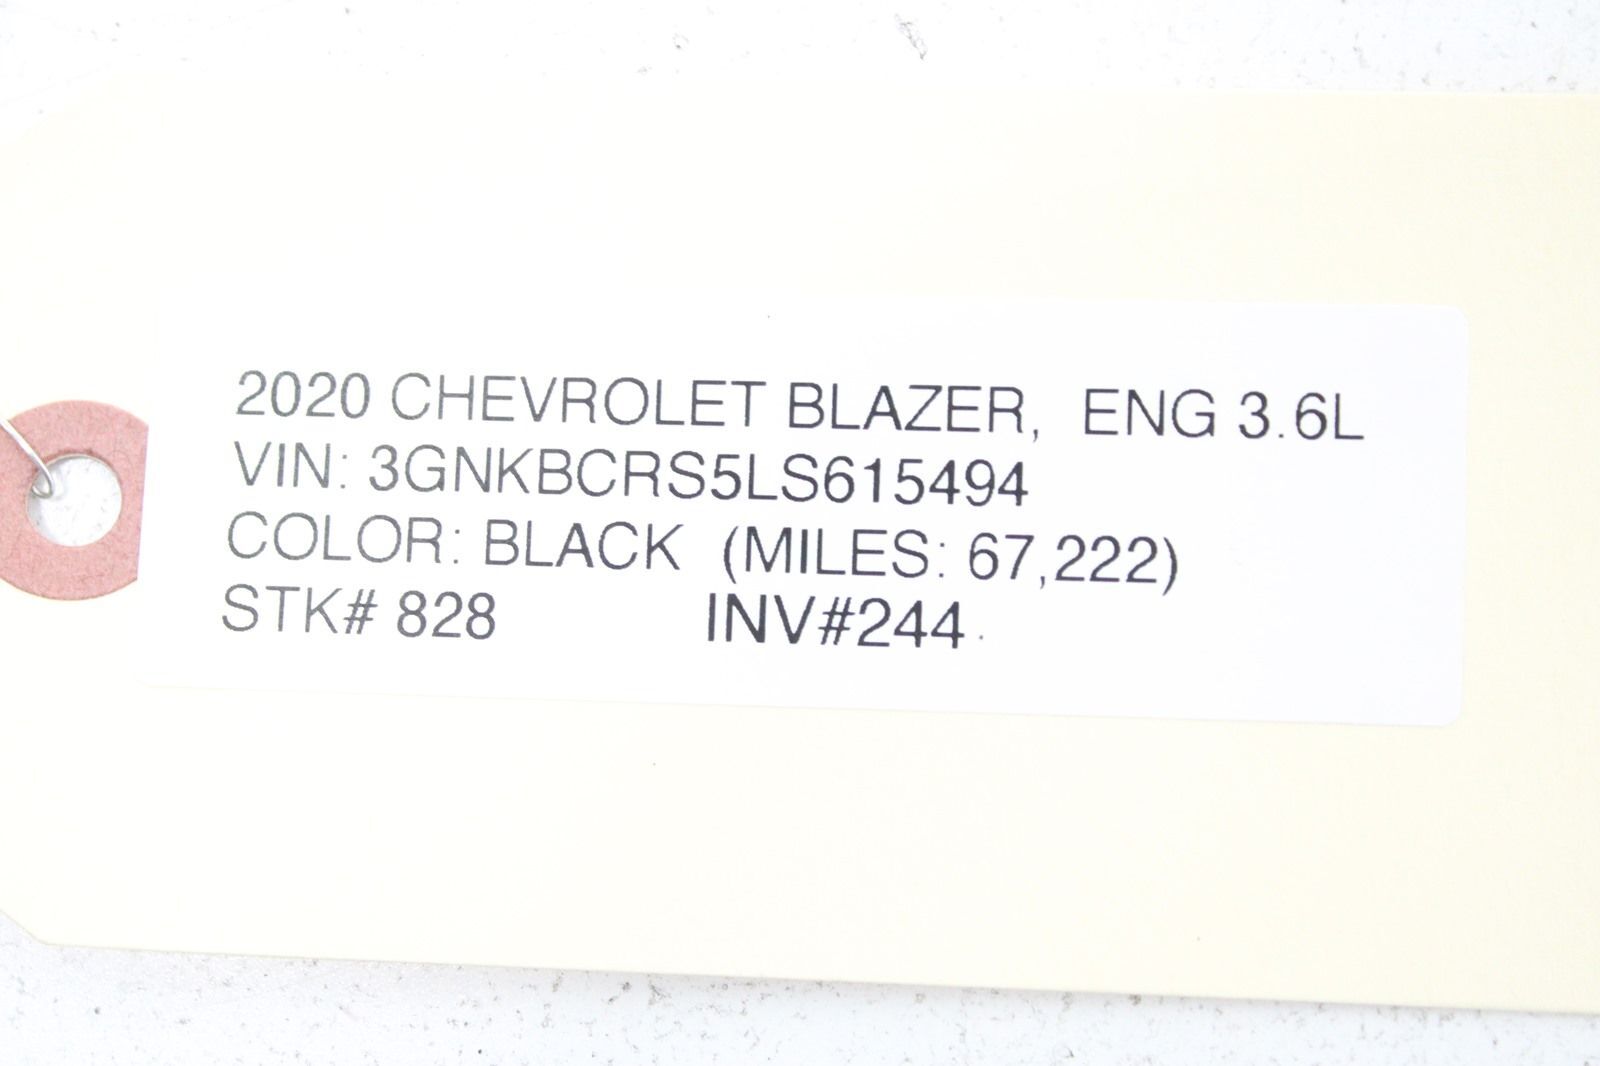 2020 CHEVROLET BLAZER, ENG 3.6L
VIN: 3GNKBCRS5LS615494
COLOR: BLACK (MILES: 67,222)
STK# 828 INV#244